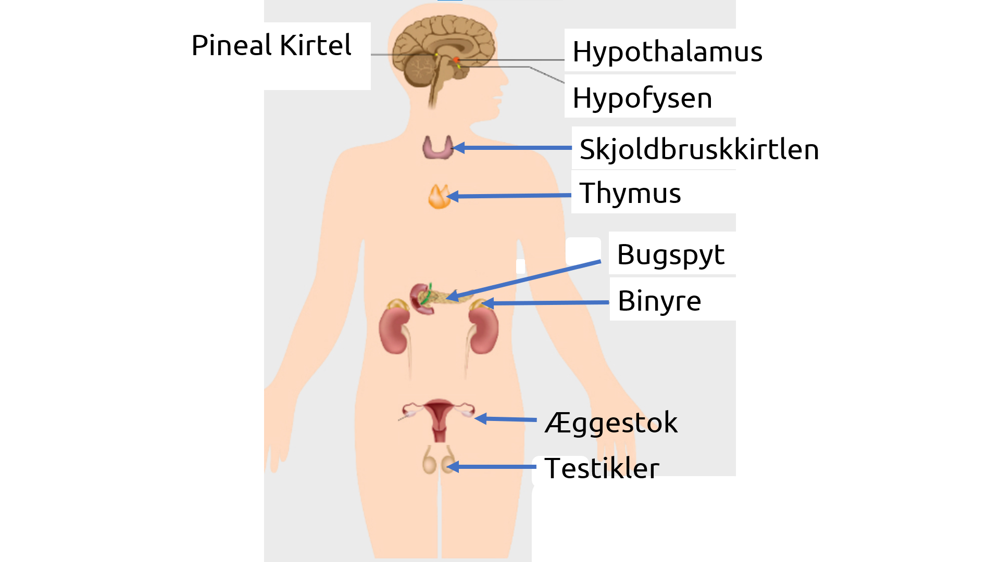 Pineal Kirtel
Hypothalamus
Hypofysen
Skjoldbruskkirtlen
Thymus
Bugspyt
Binyre
Æggestok
Testikler